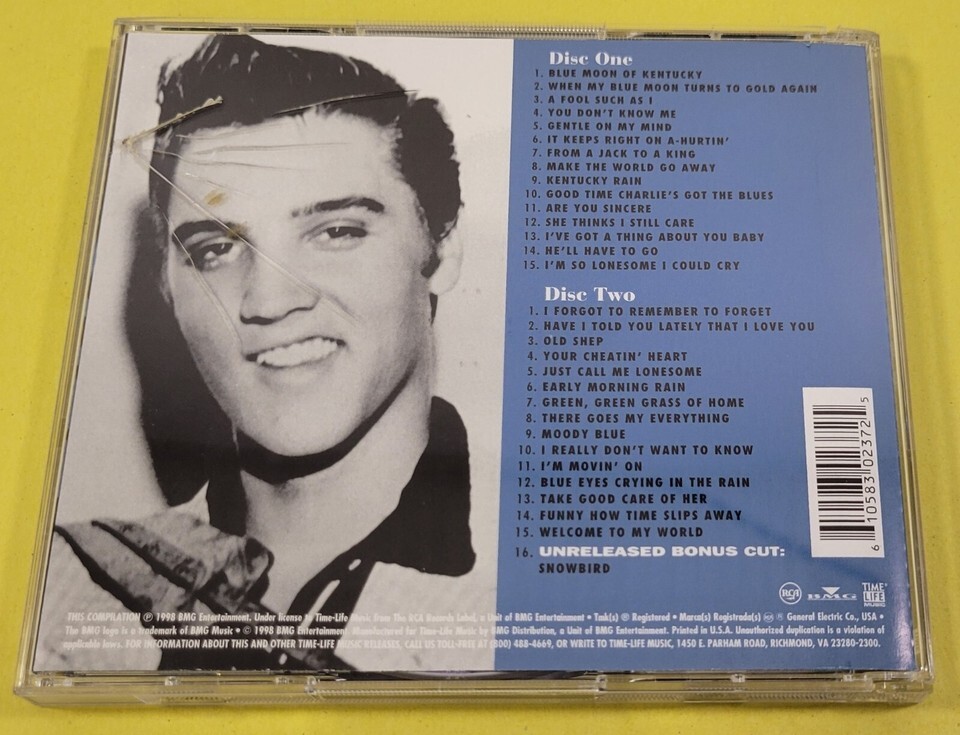 Disc One
1. BLUE MOON OF KENTUCKY
2. WHEN MY BLUE MOON TURNS TO GOLD AGAIN
3. A FOOL SUCH AS I
4. YOU DON'T KNOW ME
5. GENTLE ON MY MIND
6. IT KEEPS RIGHT ON A-HURTIN'
7. FROM A JACK TO A KING
8. MAKE THE WORLD GO AWAY
9. KENTUCKY RAIN
10. GOOD TIME CHARLIE'S GOT THE BLUES
11. ARE YOU SINCERE
12. SHE THINKS I STILL CARE
13. I'VE GOT A THING ABOUT YOU BABY
14. HE'LL HAVE TO GO
15. I'M SO LONESOME I COULD CRY
Disc Two
1. I FORGOT TO REMEMBER TO FORGET
2. HAVE I TOLD YOU LATELY THAT I LOVE YOU
3. OLD SHEP
4. YOUR CHEATIN' HEART
5. JUST CALL ME LONESOME
6. EARLY MORNING RAIN
7. GREEN, GREEN GRASS OF HOME
8. THERE GOES MY EVERYTHING
9. MOODY BLUE
10. I REALLY DON'T WANT TO KNOW
11. I'M MOVIN' ON
12. BLUE EYES CRYING IN THE RAIN
13. TAKE GOOD CARE OF HER
14. FUNNY HOW TIME SLIPS AWAY
15. WELCOME TO MY WORLD
16. UNRELEASED BONUS CUT:
SNOWBIRD
6 10583 02372 5
RCA BMG TIME LIFE MUSIC
THIS COMPILATION ℗ 1998 BMG Entertainment. Under license to Time-Life Music from The RCA Records Label, a Unit of BMG Entertainment • Tmk(s) ® Registered • Marca(s) Registrada(s) RCA ® General Electric Co., USA •
The BMG logo is a trademark of BMG Music • © 1998 BMG Entertainment. Manufactured for Time-Life Music by BMG Distribution, a Unit of BMG Entertainment. Printed in U.S.A. Unauthorized duplication is a violation of
applicable laws. FOR INFORMATION ABOUT THIS AND OTHER TIME-LIFE MUSIC RELEASES, CALL US TOLL-FREE AT (800) 488-4669, OR WRITE TO TIME-LIFE MUSIC, 1450 E. PARHAM ROAD, RICHMOND, VA 23280-2300.